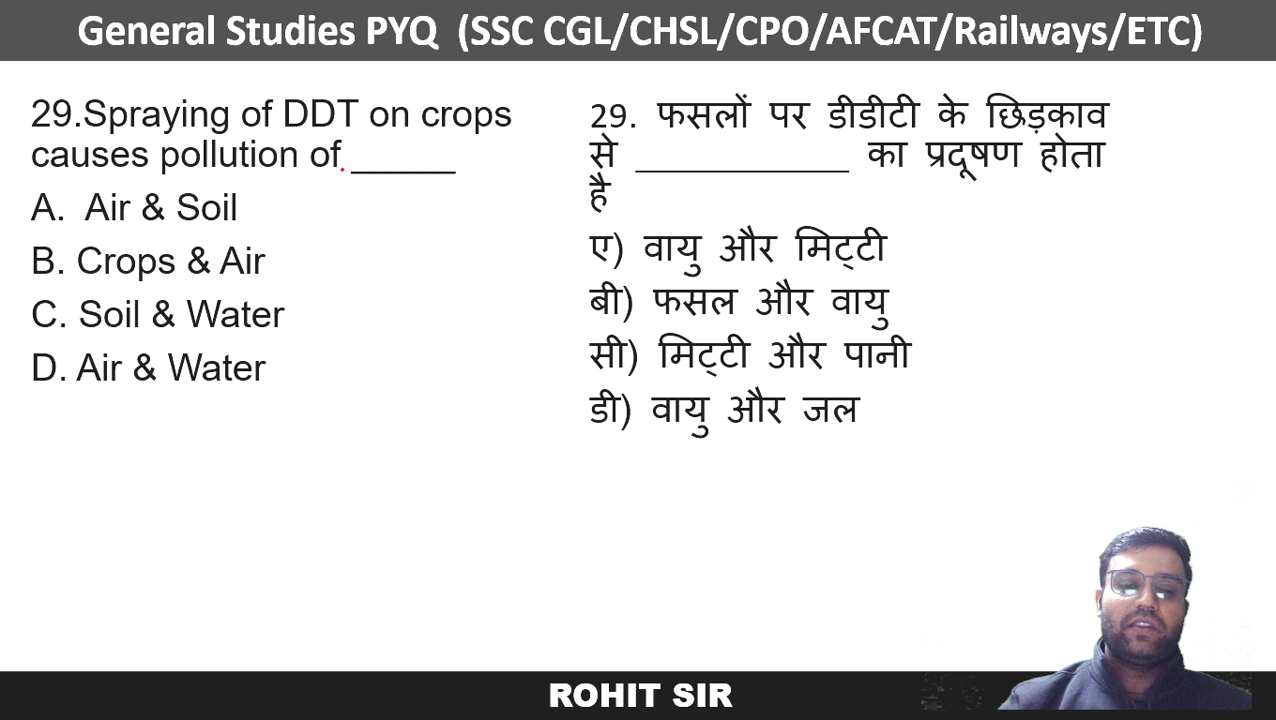 General Studies PYQ (SSC CGL/CHSL/CPO/AFCAT/Railways/ETC)
29.Spraying of DDT on crops
causes pollution of ______
A. Air & Soil
B. Crops & Air
C. Soil & Water
D. Air & Water
29. फसलों पर डीडीटी के छिड़काव
से ____________ का प्रदूषण होता
है
ए) वायु और मिट्टी
बी) फसल और वायु
सी) मिट्टी और पानी
डी) वायु और जल
ROHIT SIR